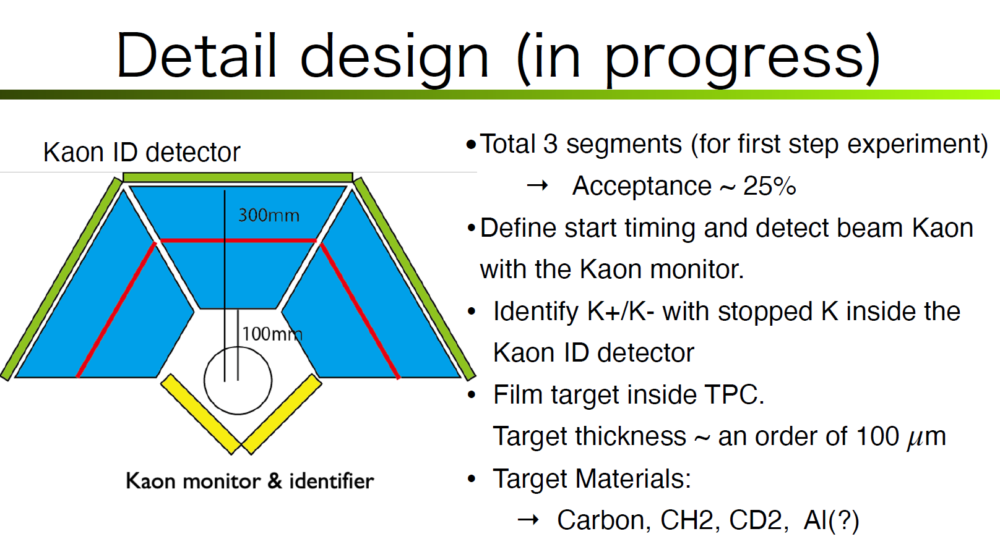 Detail design (in progress)
Kaon ID detector
300mm
100mm
Kaon monitor & identifier
•Total 3 segments (for first step experiment)
→ Acceptance ~ 25%
•Define start timing and detect beam Kaon
with the Kaon monitor.
• Identify K+/K- with stopped K inside the
Kaon ID detector
• Film target inside TPC.
Target thickness ~ an order of 100 μm
• Target Materials:
→ Carbon, CH2, CD2, Al(?)